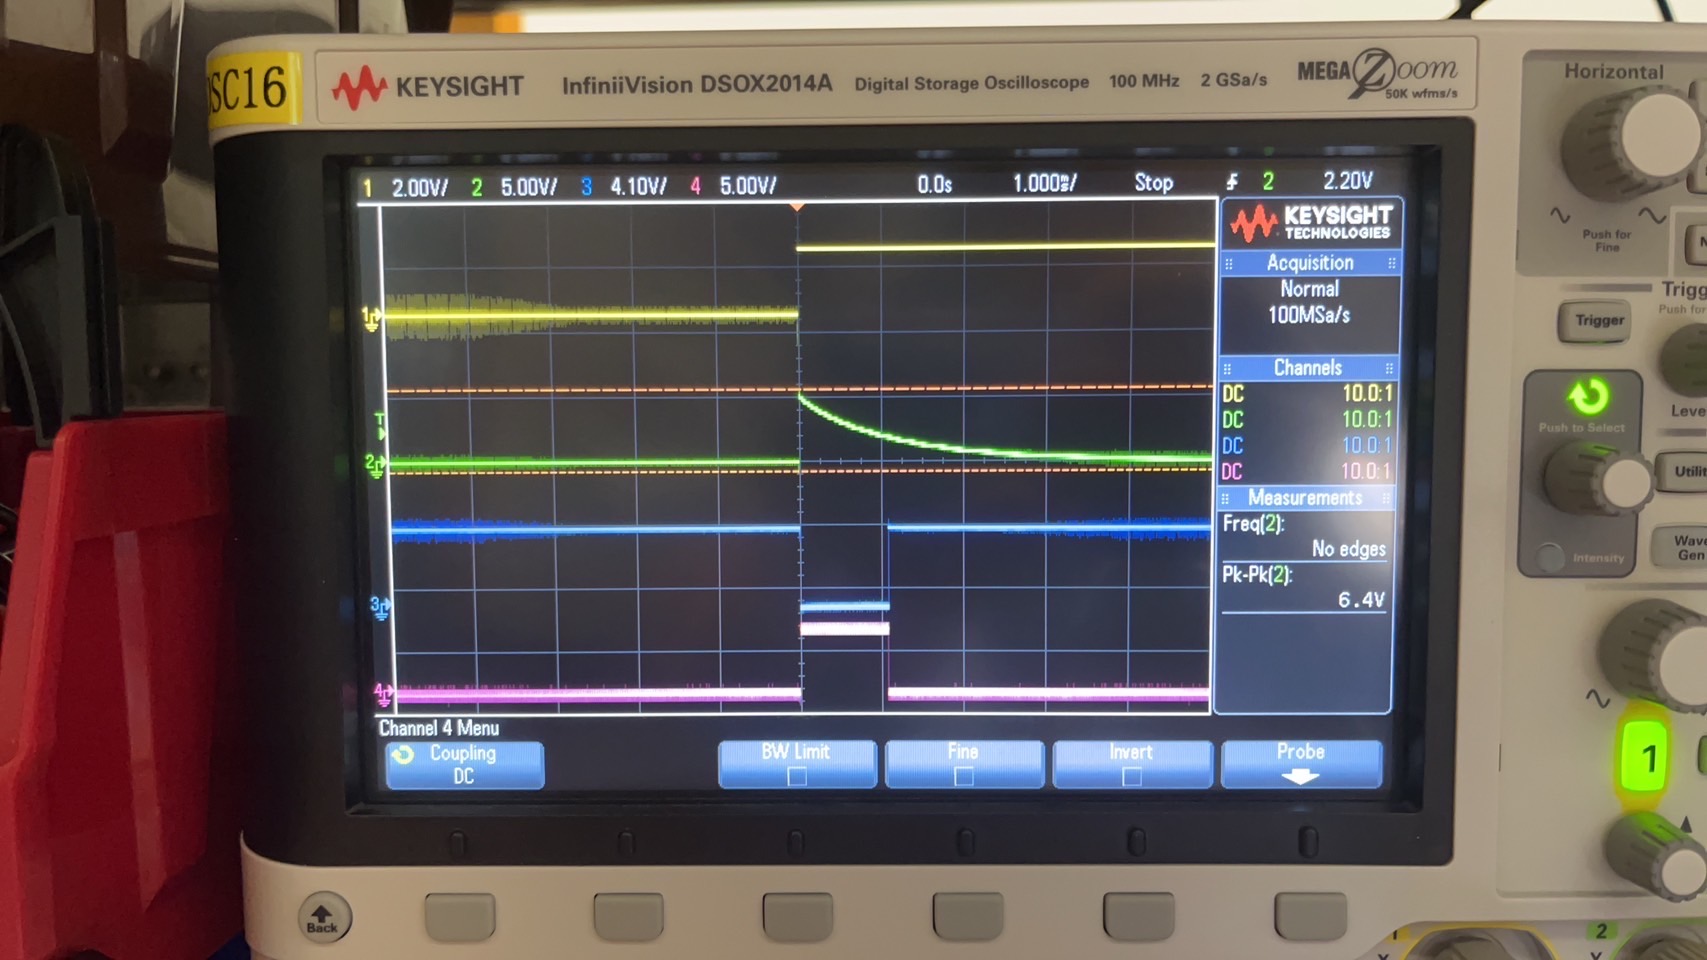 SC16
KEYSIGHT InfiniiVision DSOX2014A Digital Storage Oscilloscope 100 MHz 2 GSa/s MEGA Zoom
50K wfms/s
Horizontal
Push for
Fine
1 2.00V/ 2 5.00V/ 3 4.10V/ 4 5.00V/ 0.0s 1.000ms/ Stop 2 2.20V
KEYSIGHT
TECHNOLOGIES
Acquisition
Normal
100MSa/s
Channels
DC 10.0:1
DC 10.0:1
DC 10.0:1
DC 10.0:1
Measurements
Freq(2):
No edges
Pk-Pk(2):
6.4V
1
T
2
3
4
Channel 4 Menu
Coupling
DC
BW Limit
Fine
Invert
Probe
Back
Trigg
Push for
Trigger
Leve
Push to Select
Utili
Intensity
Wave
Gen
1
1
2